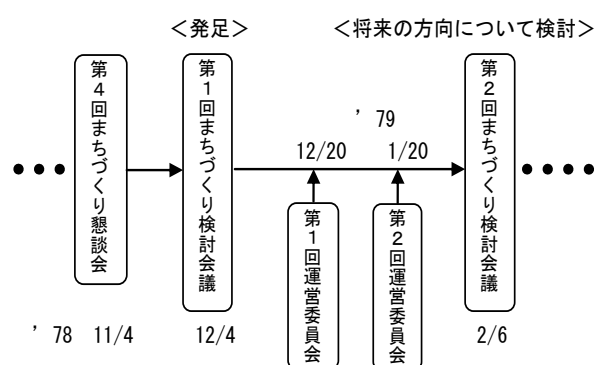 ＜発足＞
＜将来の方向について検討＞
第4回まちづくり懇談会
第1回まちづくり検討会議
’79
12/20
1/20
第1回運営委員会
第2回運営委員会
第2回まちづくり検討会議
’78 11/4
12/4
2/6